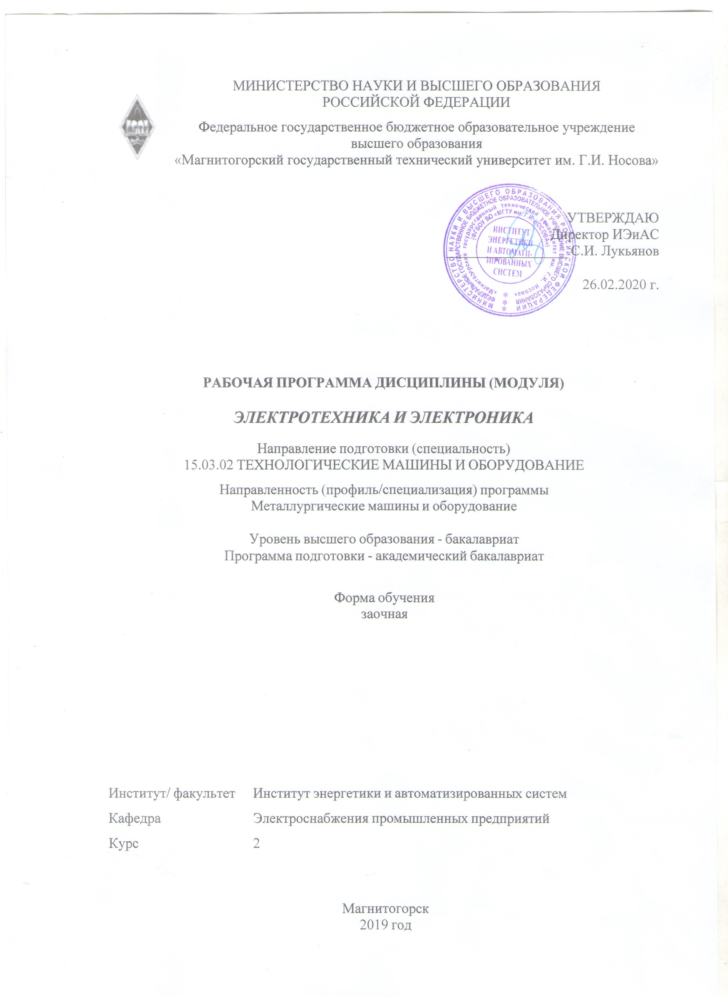 МИНИСТЕРСТВО НАУКИ И ВЫСШЕГО ОБРАЗОВАНИЯ
РОССИЙСКОЙ ФЕДЕРАЦИИ
Федеральное государственное бюджетное образовательное учреждение
высшего образования
«Магнитогорский государственный технический университет им. Г.И. Носова»
МИНИСТЕРСТВО НАУКИ И ВЫСШЕГО ОБРАЗОВАНИЯ РОССИЙСКОЙ ФЕДЕРАЦИИ
ФЕДЕРАЛЬНОЕ ГОСУДАРСТВЕННОЕ БЮДЖЕТНОЕ ОБРАЗОВАТЕЛЬНОЕ УЧРЕЖДЕНИЕ ВЫСШЕГО ОБРАЗОВАНИЯ
«Магнитогорский государственный технический университет им. Г.И. Носова»
(ФГБОУ ВО «МГТУ им. Г.И. НОСОВА»)
ИНСТИТУТ
ЭНЕРГЕТИКИ
И АВТОМАТИ-
ЗИРОВАННЫХ
СИСТЕМ
УТВЕРЖДАЮ
Директор ИЭиАС
С.И. Лукьянов
26.02.2020 г.
РАБОЧАЯ ПРОГРАММА ДИСЦИПЛИНЫ (МОДУЛЯ)
ЭЛЕКТРОТЕХНИКА И ЭЛЕКТРОНИКА
Направление подготовки (специальность)
15.03.02 ТЕХНОЛОГИЧЕСКИЕ МАШИНЫ И ОБОРУДОВАНИЕ
Направленность (профиль/специализация) программы
Металлургические машины и оборудование
Уровень высшего образования - бакалавриат
Программа подготовки - академический бакалавриат
Форма обучения
заочная
Институт/ факультет Институт энергетики и автоматизированных систем
Кафедра Электроснабжения промышленных предприятий
Курс 2
Магнитогорск
2019 год